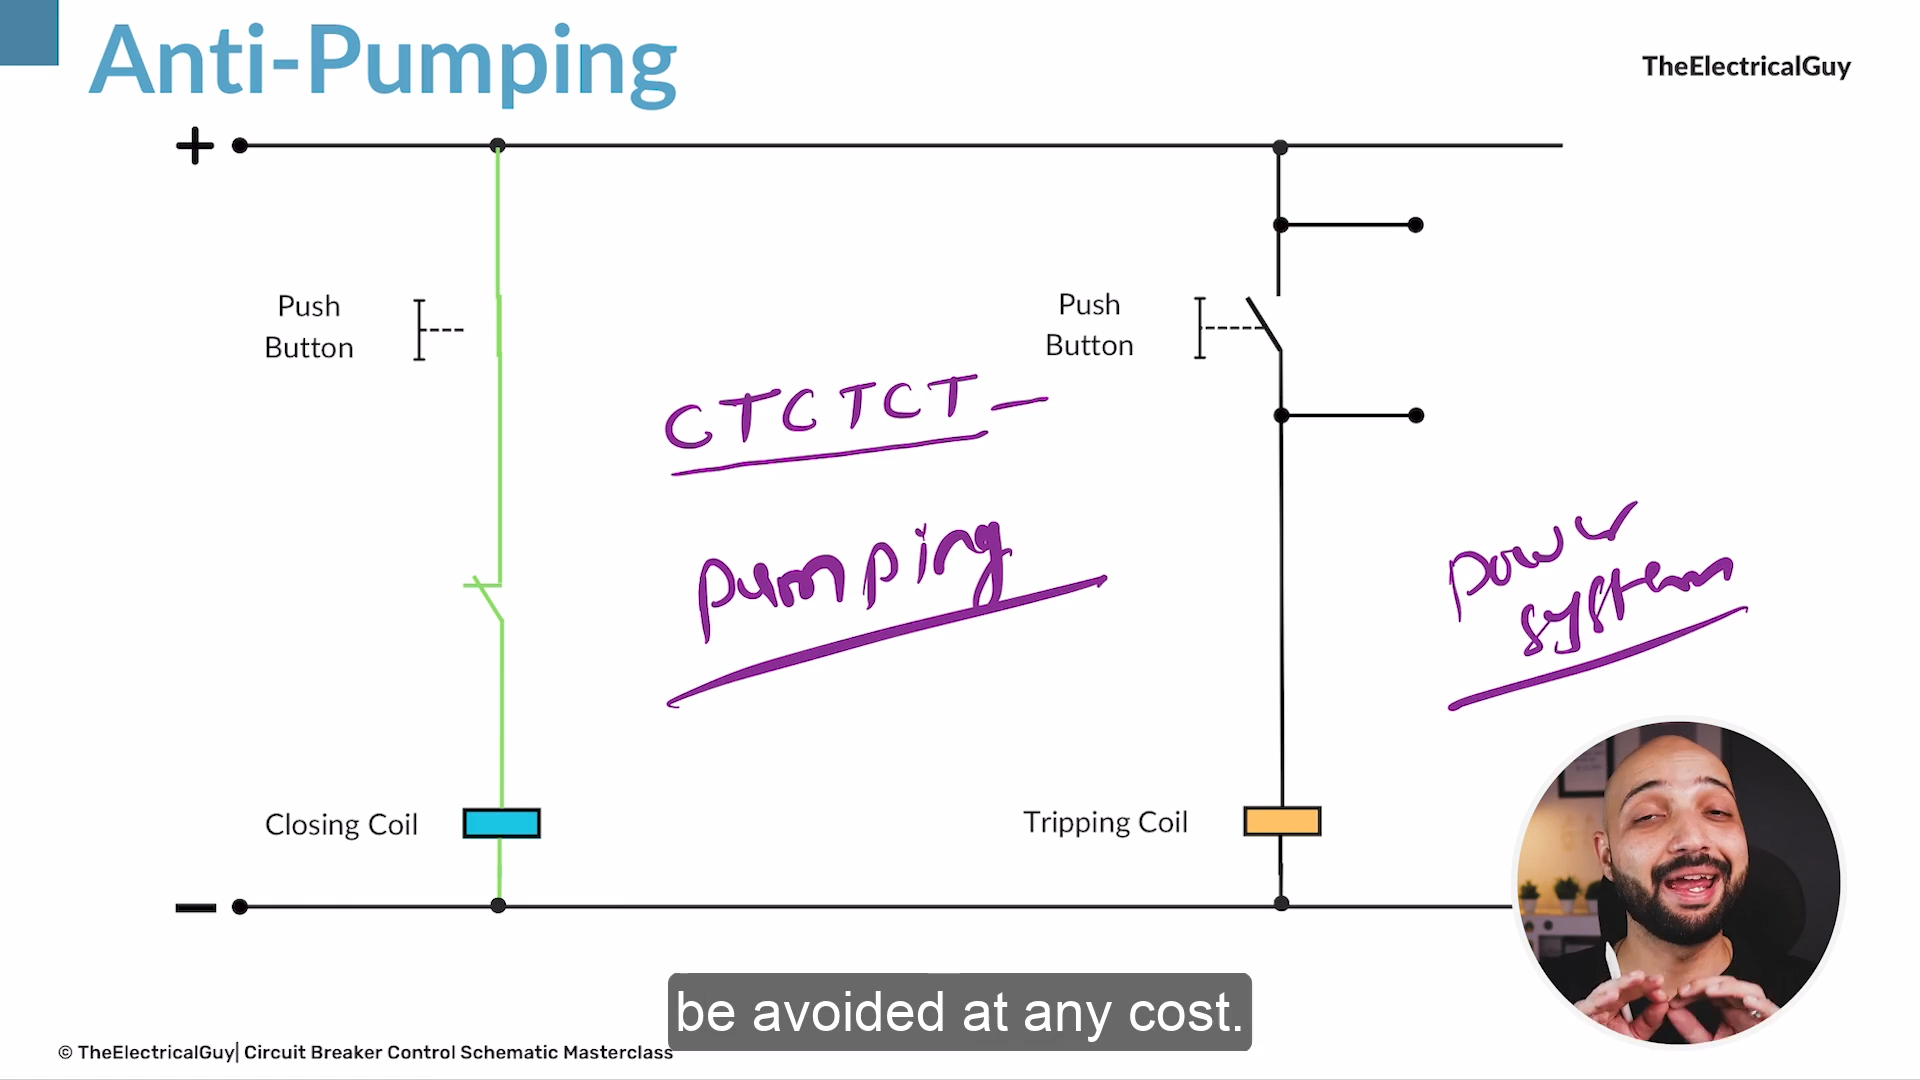 Anti-Pumping
TheElectricalGuy
+
Push
Button
Push
Button
CTCTCT_
Pumping
Power
System
Closing Coil
Tripping Coil
be avoided at any cost.
© TheElectricalGuy| Circuit Breaker Control Schematic Masterclass